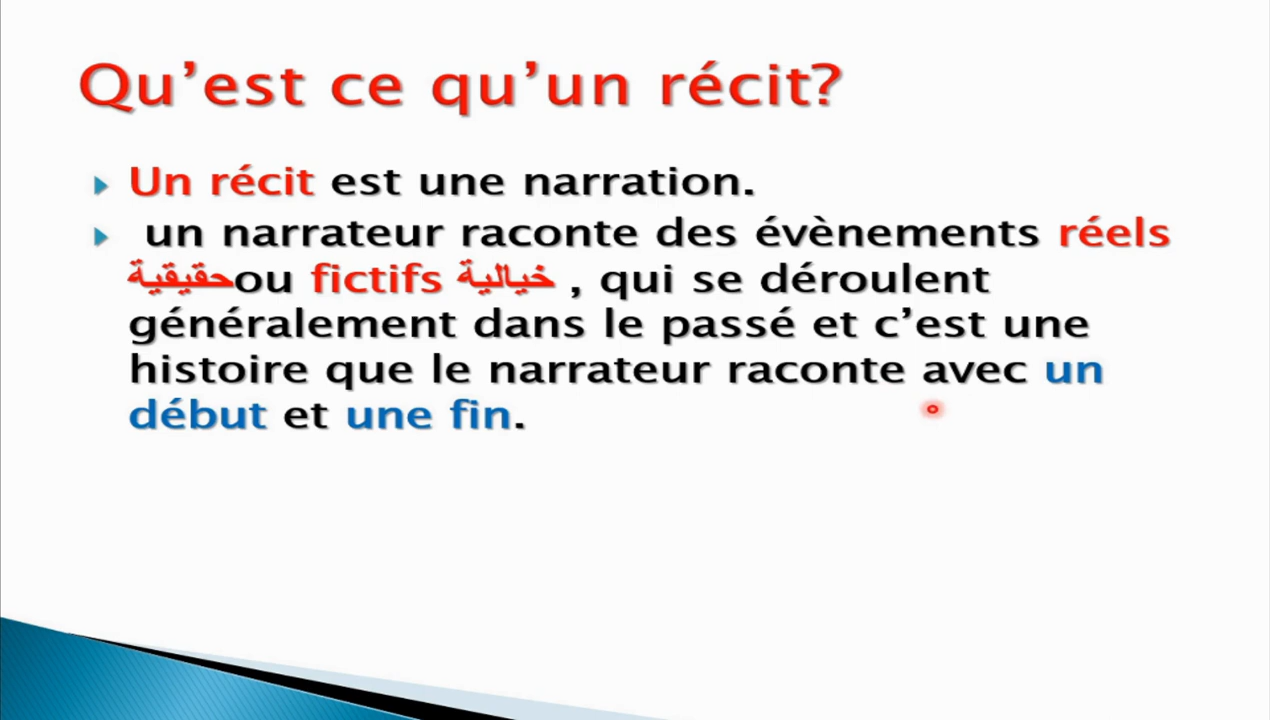 Qu’est ce qu’un récit?
Un récit est une narration.
un narrateur raconte des évènements réels
حقيقية ou fictifs خيالية , qui se déroulent
généralement dans le passé et c’est une
histoire que le narrateur raconte avec un
début et une fin.